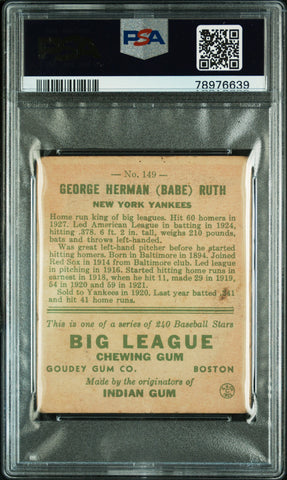 PSA
78976639
— No. 149 —
GEORGE HERMAN (BABE) RUTH
NEW YORK YANKEES
Home run king of big leagues. Hit 60 homers in
1927. Led American League in batting in 1924,
hitting .378. 6 ft. 2 in. tall, weighs 210 pounds,
bats and throws left-handed.
Was great left-hand pitcher before he started
hitting homers. Born in Baltimore in 1894. Joined
Red Sox in 1914 from Baltimore club. Led league
in pitching in 1916. Started hitting home runs in
earnest in 1918, when he hit 11, made 29 in 1919,
54 in 1920 and 59 in 1921.
Sold to Yankees in 1920. Last year batted .341
and hit 41 home runs.
This is one of a series of 240 Baseball Stars
BIG LEAGUE
CHEWING GUM
GOUDEY GUM CO. BOSTON
Made by the originators of
INDIAN GUM